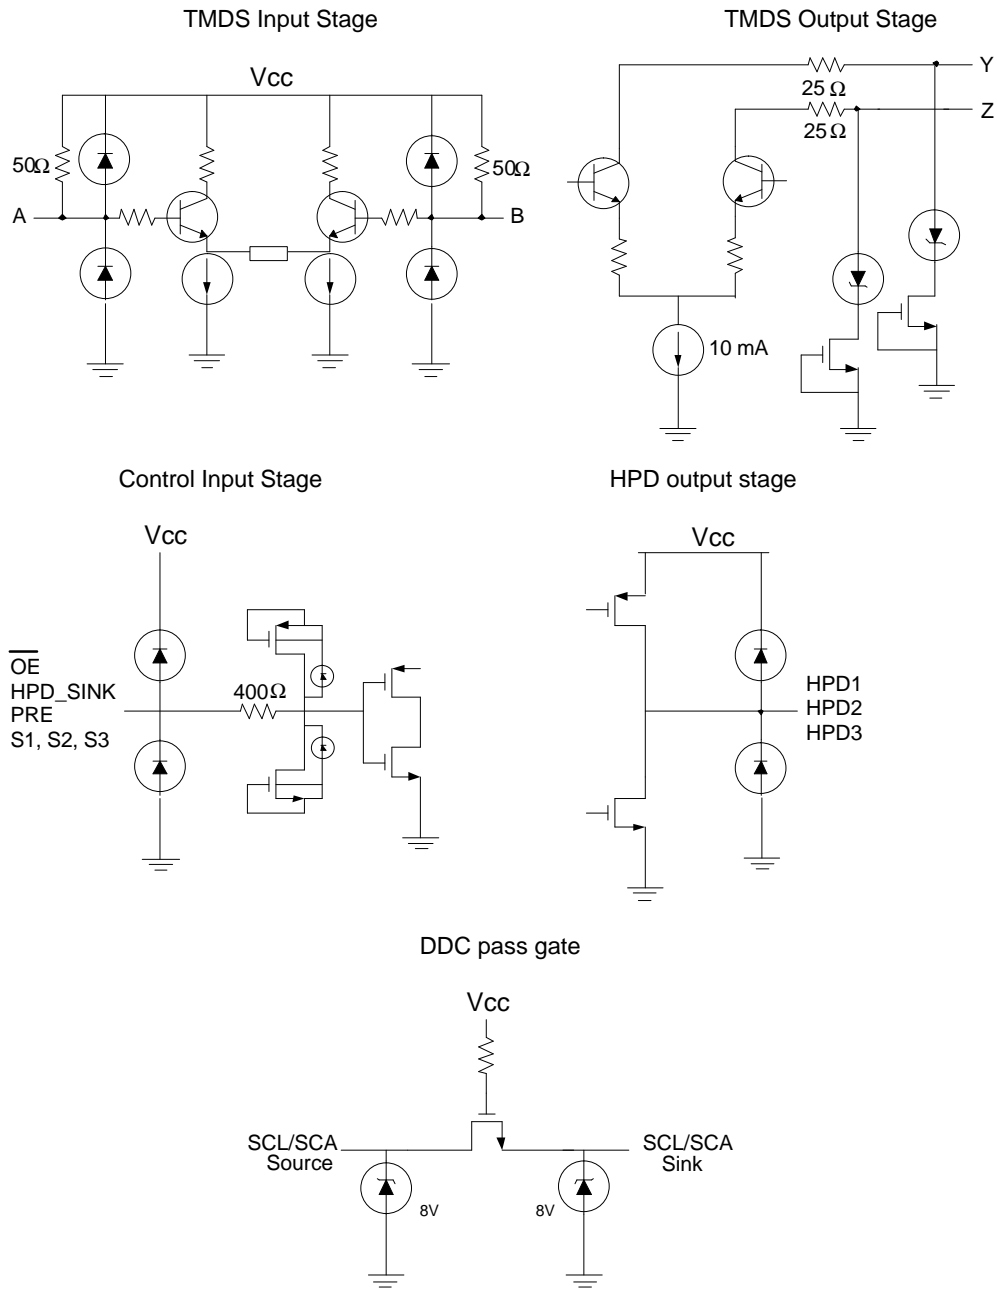 TMDS Input Stage
TMDS Output Stage
Vcc
50Ω
50Ω
A
B
25 Ω
25 Ω
Y
Z
10 mA
Control Input Stage
HPD output stage
Vcc
OE
HPD_SINK
PRE
S1, S2, S3
400Ω
Vcc
HPD1
HPD2
HPD3
DDC pass gate
Vcc
SCL/SCA
Source
SCL/SCA
Sink
8V
8V